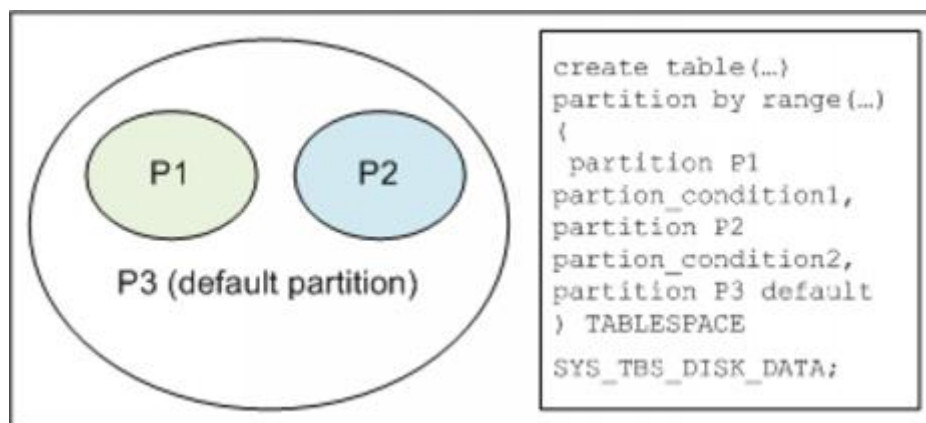 P1
P2
P3 (default partition)
create table(…)
partition by range(…)
(
partition P1
partion_condition1,
partition P2
partion_condition2,
partition P3 default
) TABLESPACE
SYS_TBS_DISK_DATA;